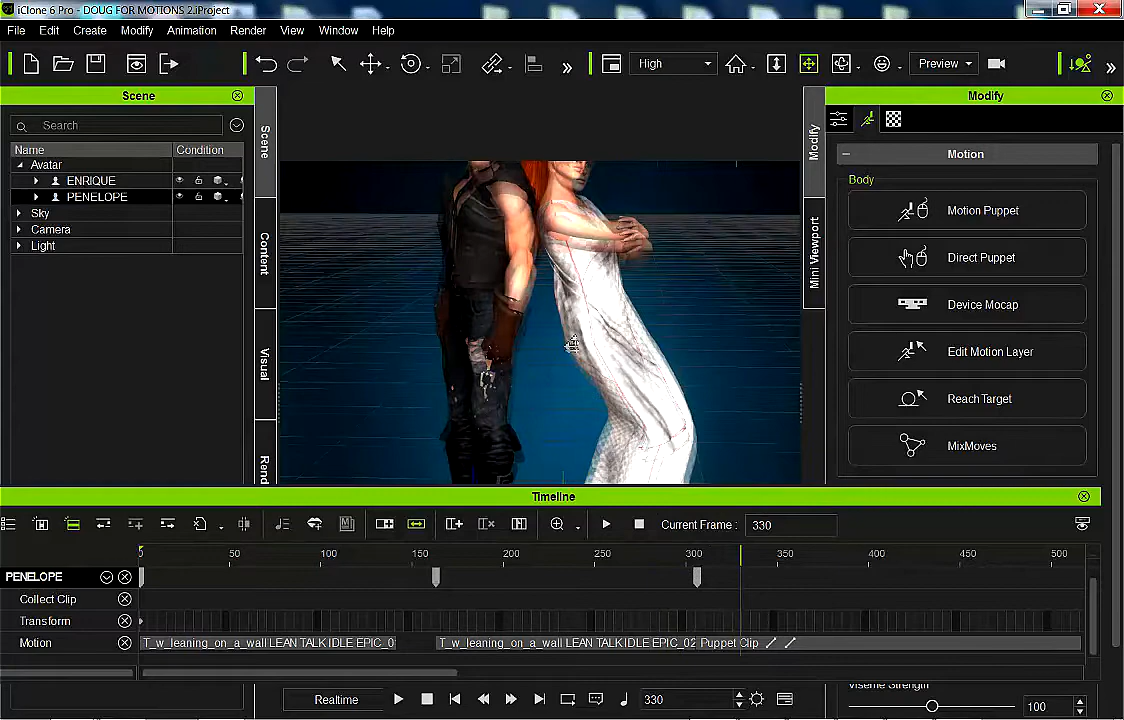 iClone 6 Pro - DOUG FOR MOTIONS 2.iProject
File Edit Create Modify Animation Render View Window Help
High Preview
Scene
Search
Name Condition
Avatar
ENRIQUE
PENELOPE
Sky
Camera
Light
Scene
Content
Visual
Rend
Modify
Mini Viewport
Modify
Motion
Body
Motion Puppet
Direct Puppet
Device Mocap
Edit Motion Layer
Reach Target
MixMoves
Timeline
Current Frame : 330
0 50 100 150 200 250 300 350 400 450 500
PENELOPE
Collect Clip
Transform
Motion T_w_leaning_on_a_wall LEAN TALK IDLE EPIC_0 T_w_leaning_on_a_wall LEAN TALK IDLE EPIC_02 Puppet Clip
Realtime 330
Viseme Strength
100